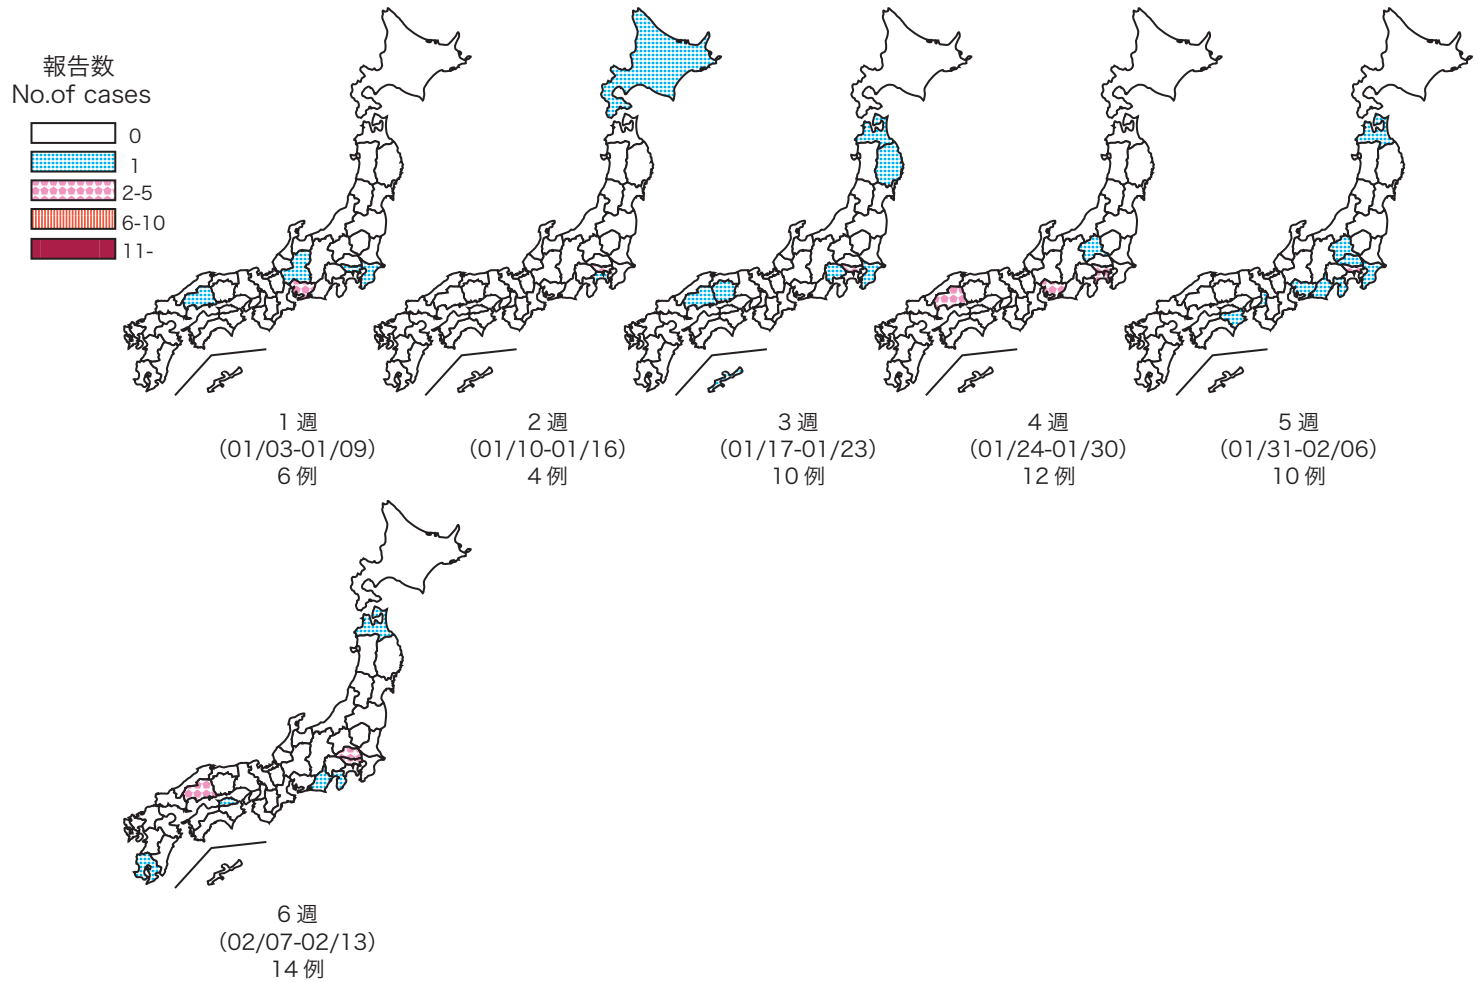 報告数
No.of cases
0
1
2-5
6-10
11-
1 週
（01/03-01/09）
6 例
2 週
（01/10-01/16）
4 例
3 週
（01/17-01/23）
10 例
4 週
（01/24-01/30）
12 例
5 週
（01/31-02/06）
10 例
6 週
（02/07-02/13）
14 例